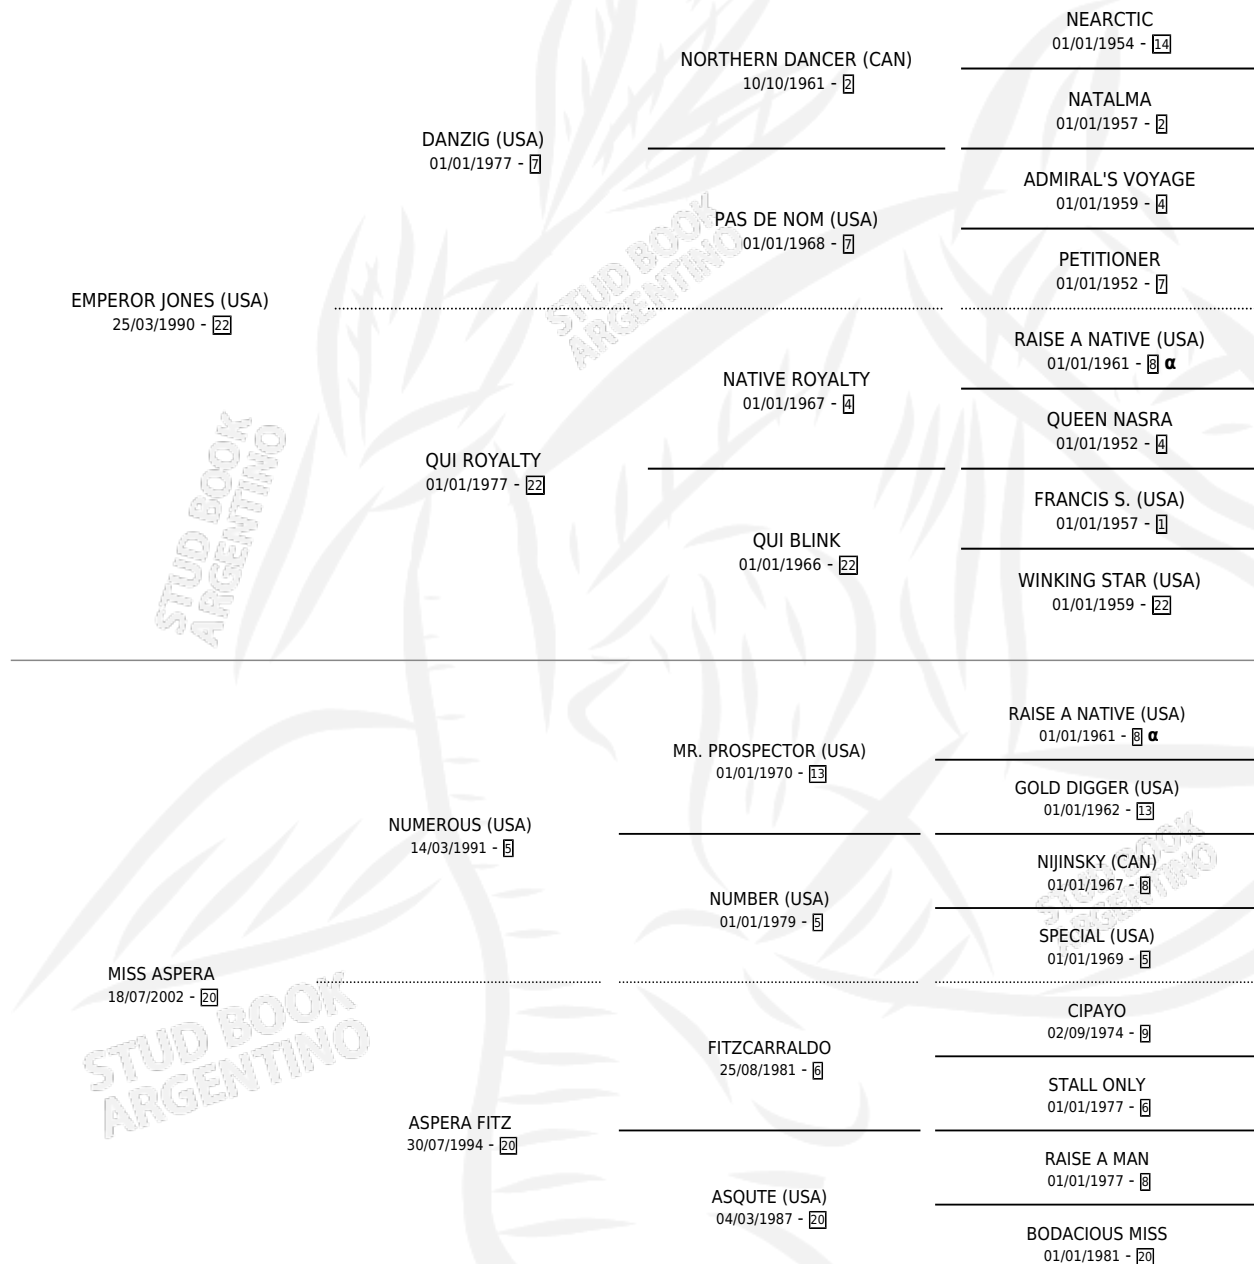 NEARCTIC
01/01/1954 - 14
NORTHERN DANCER (CAN)
10/10/1961 - 2
NATALMA
01/01/1957 - 2
DANZIG (USA)
01/01/1977 - 7
ADMIRAL'S VOYAGE
01/01/1959 - 4
PAS DE NOM (USA)
01/01/1968 - 7
PETITIONER
01/01/1952 - 7
EMPEROR JONES (USA)
25/03/1990 - 22
RAISE A NATIVE (USA)
01/01/1961 - 8 α
NATIVE ROYALTY
01/01/1967 - 4
QUEEN NASRA
01/01/1952 - 4
QUI ROYALTY
01/01/1977 - 22
FRANCIS S. (USA)
01/01/1957 - 1
QUI BLINK
01/01/1966 - 22
WINKING STAR (USA)
01/01/1959 - 22
RAISE A NATIVE (USA)
01/01/1961 - 8 α
MR. PROSPECTOR (USA)
01/01/1970 - 13
GOLD DIGGER (USA)
01/01/1962 - 13
NUMEROUS (USA)
14/03/1991 - 5
NIJINSKY (CAN)
01/01/1967 - 8
NUMBER (USA)
01/01/1979 - 5
SPECIAL (USA)
01/01/1969 - 5
MISS ASPERA
18/07/2002 - 20
CIPAYO
02/09/1974 - 9
FITZCARRALDO
25/08/1981 - 6
STALL ONLY
01/01/1977 - 6
ASPERA FITZ
30/07/1994 - 20
RAISE A MAN
01/01/1977 - 8
ASQUTE (USA)
04/03/1987 - 20
BODACIOUS MISS
01/01/1981 - 20
STUD BOOK
ARGENTINO
STUD BOOK
ARGENTINO
STUD BOOK
ARGENTINO
STUD BOOK
ARGENTINO